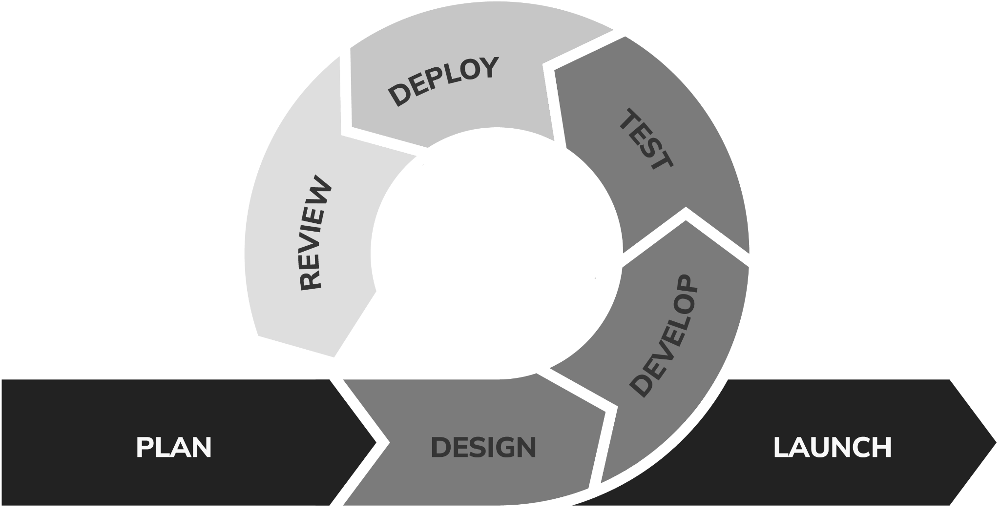 PLAN
DESIGN
DEVELOP
TEST
DEPLOY
REVIEW
LAUNCH